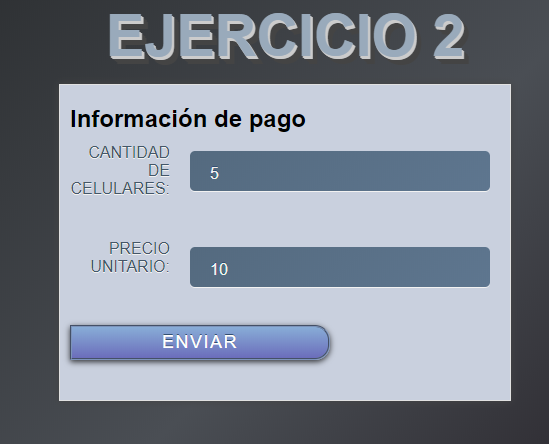 EJERCICIO 2
Información de pago
CANTIDAD
DE
CELULARES:
5
PRECIO
UNITARIO:
10
ENVIAR